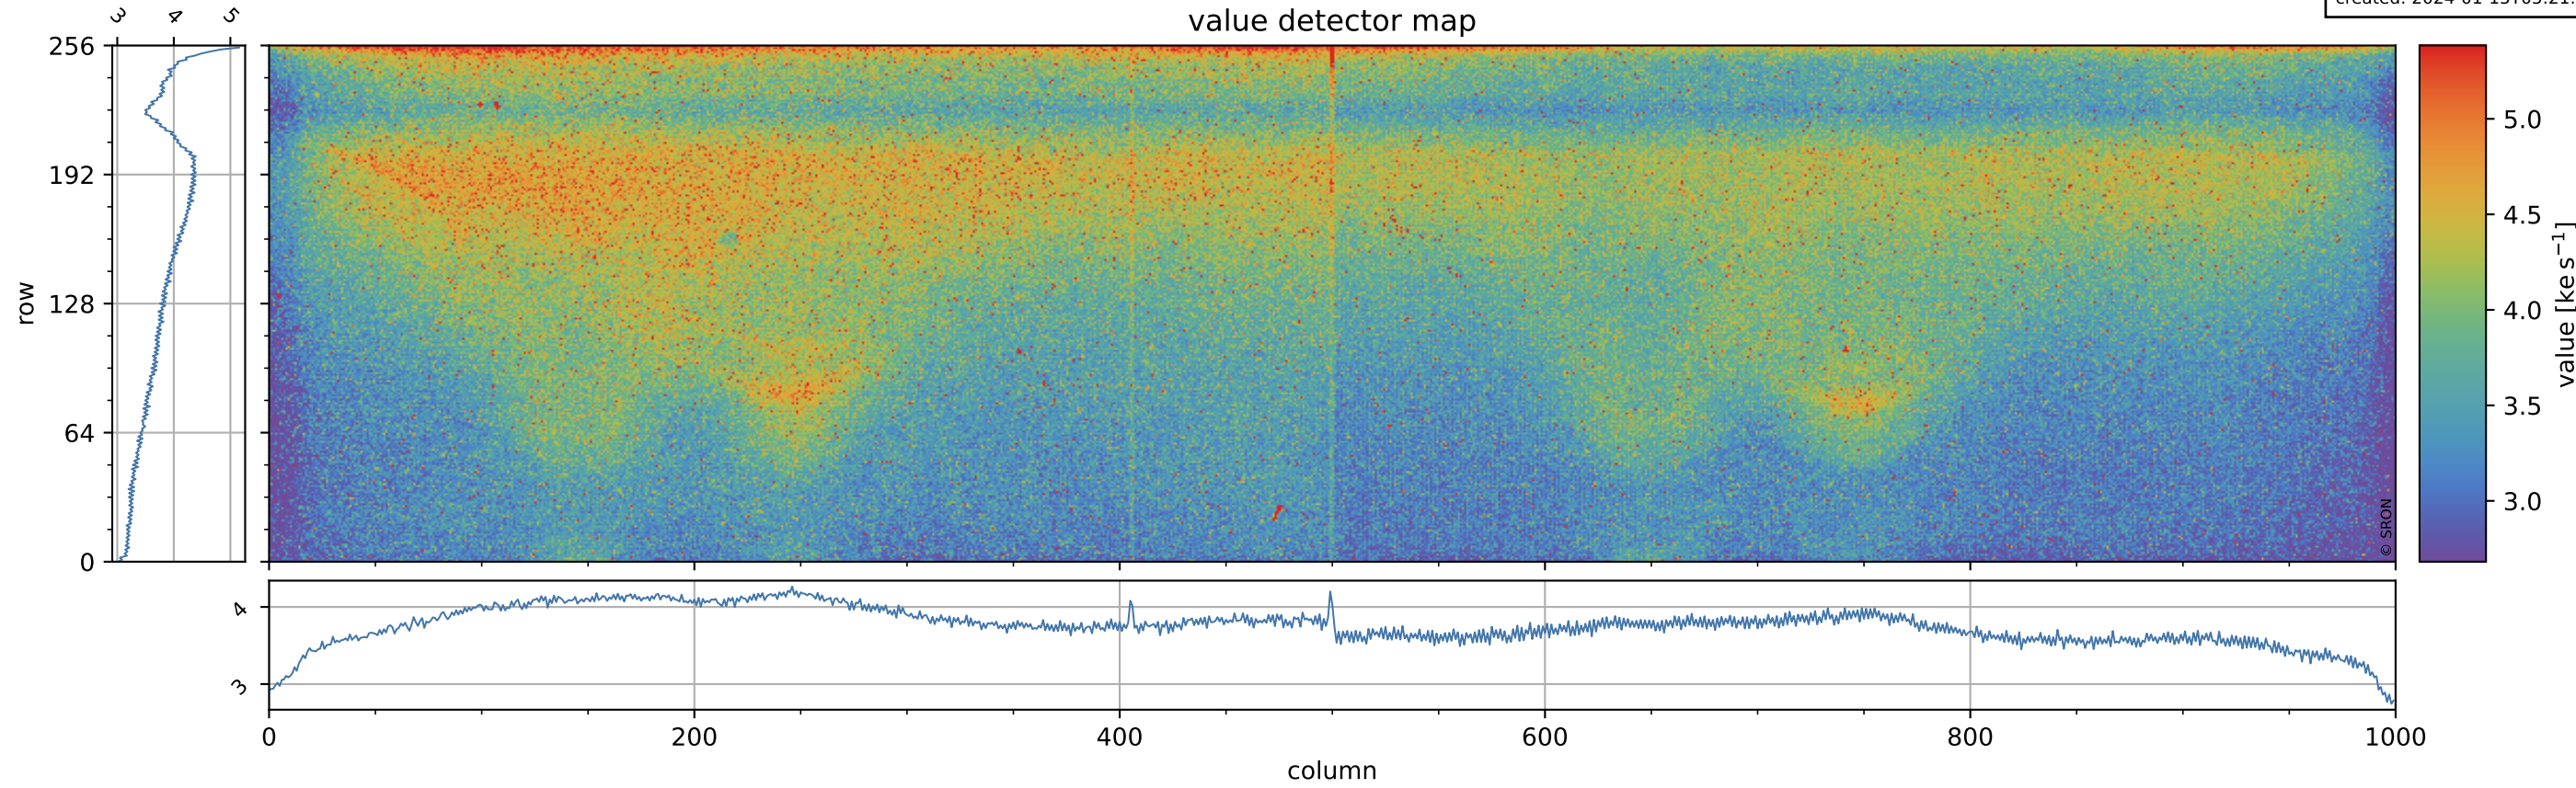 value detector map
3 4 5
256
192
128
64
0
row
© SRON
5.0
4.5
4.0
3.5
3.0
value [ke s⁻¹]
4
3
0 200 400 600 800 1000
column